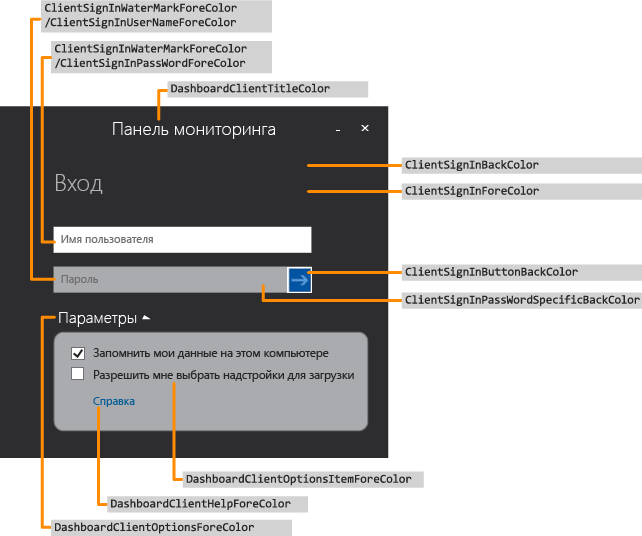 ClientSignInWaterMarkForeColor
/ClientSignInUserNameForeColor
ClientSignInWaterMarkForeColor
/ClientSignInPassWordForeColor
DashboardClientTitleColor
Панель мониторинга
- ×
ClientSignInBackColor
Вход
ClientSignInForeColor
Имя пользователя
Пароль
ClientSignInButtonBackColor
ClientSignInPassWordSpecificBackColor
Параметры
Запомнить мои данные на этом компьютере
Разрешить мне выбрать надстройки для загрузки
Справка
DashboardClientOptionsItemForeColor
DashboardClientHelpForeColor
DashboardClientOptionsForeColor